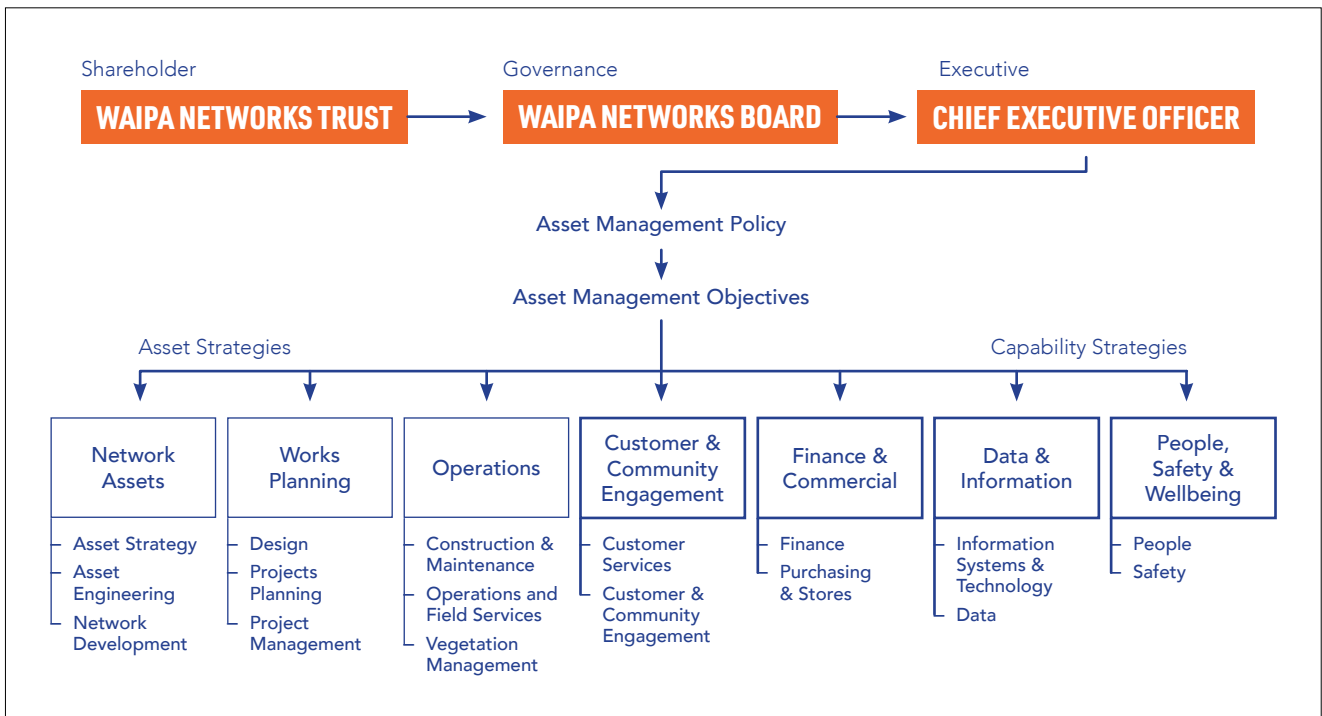 Shareholder
Governance
Executive
WAIPA NETWORKS TRUST
WAIPA NETWORKS BOARD
CHIEF EXECUTIVE OFFICER
Asset Management Policy
Asset Management Objectives
Asset Strategies
Capability Strategies
Network
Assets
Works
Planning
Operations
Customer &
Community
Engagement
Finance &
Commercial
Data &
Information
People,
Safety &
Wellbeing
Asset Strategy
Asset
Engineering
Network
Development
Design
Projects
Planning
Project
Management
Construction &
Maintenance
Operations and
Field Services
Vegetation
Management
Customer
Services
Customer &
Community
Engagement
Finance
Purchasing
& Stores
Information
Systems &
Technology
Data
People
Safety